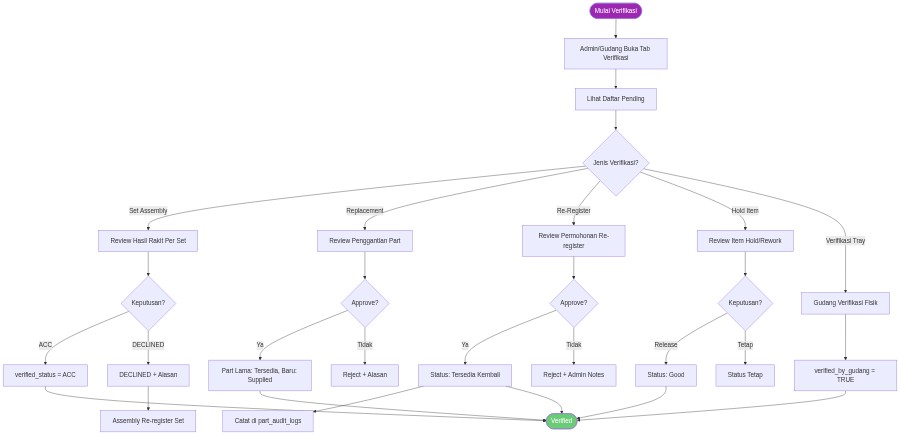 Mulai Verifikasi
Admin/Gudang Buka Tab
Verifikasi
Lihat Daftar Pending
Jenis Verifikasi?
Set Assembly
Replacement
Re-Register
Hold Item
Verifikasi Tray
Review Hasil Rakit Per Set
Review Penggantian Part
Review Permohonan Re-
register
Review Item Hold/Rework
Gudang Verifikasi Fisik
Keputusan?
Approve?
Approve?
Keputusan?
ACC
DECLINED
Ya
Tidak
Ya
Tidak
Release
Tetap
verified_status = ACC
DECLINED + Alasan
Part Lama: Tersedia, Baru:
Supplied
Reject + Alasan
Status: Tersedia Kembali
Reject + Admin Notes
Status: Good
Status Tetap
verified_by_gudang =
TRUE
Assembly Re-register Set
Catat di part_audit_logs
Verified